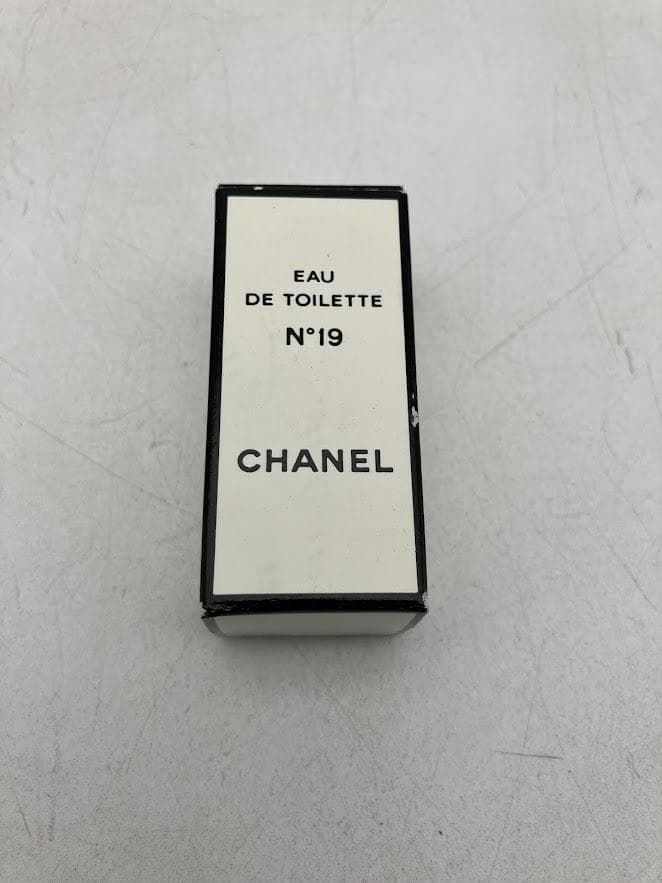 EAU
DE TOILETTE
N°19
CHANEL